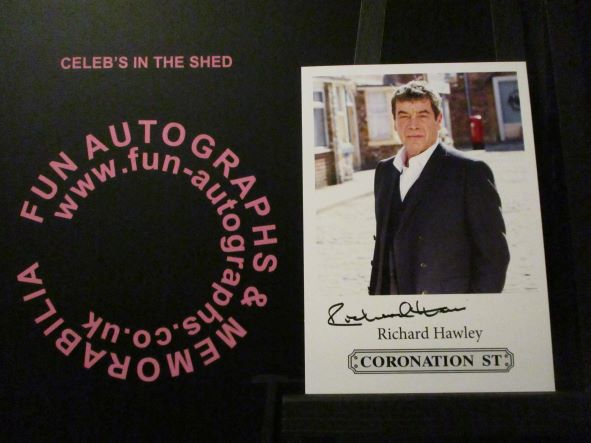 CELEB'S IN THE SHED
FUN AUTOGRAPHS & MEMORABILIA
www.fun-autographs.co.uk
Richard Hawley
CORONATION ST